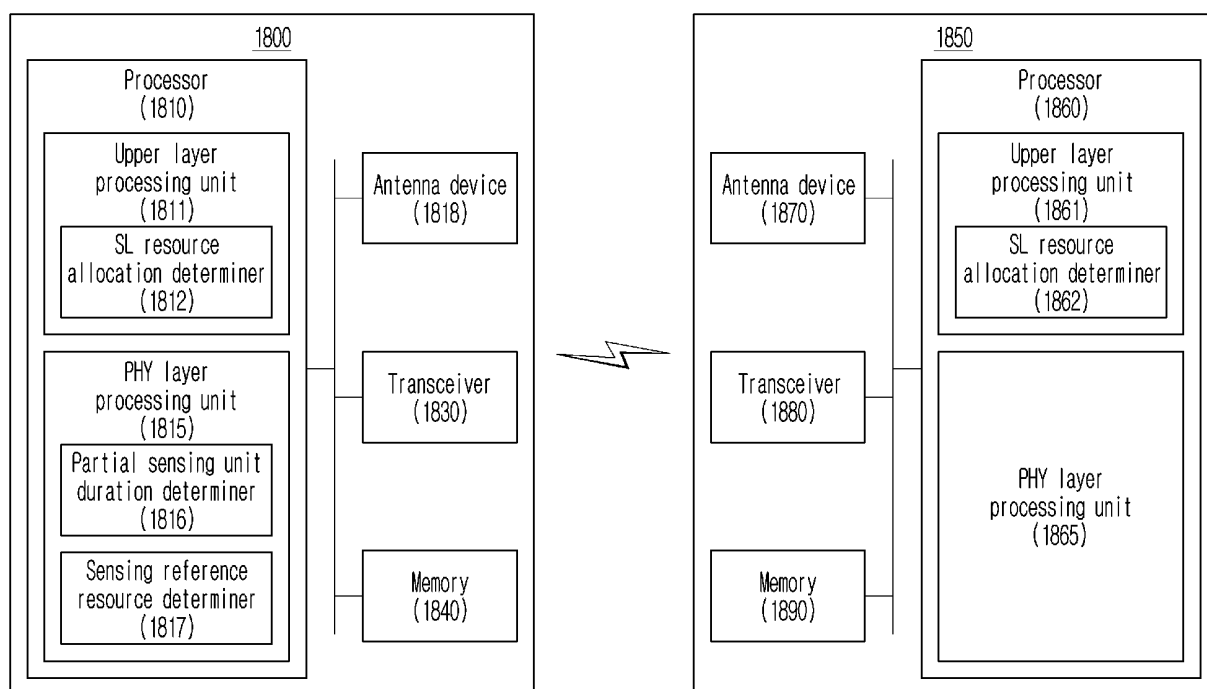 1800
Processor
(1810)
Upper layer
processing unit
(1811)
SL resource
allocation determiner
(1812)
PHY layer
processing unit
(1815)
Partial sensing unit
duration determiner
(1816)
Sensing reference
resource determiner
(1817)
Antenna device
(1818)
Transceiver
(1830)
Memory
(1840)
1850
Antenna device
(1870)
Transceiver
(1880)
Memory
(1890)
Processor
(1860)
Upper layer
processing unit
(1861)
SL resource
allocation determiner
(1862)
PHY layer
processing unit
(1865)